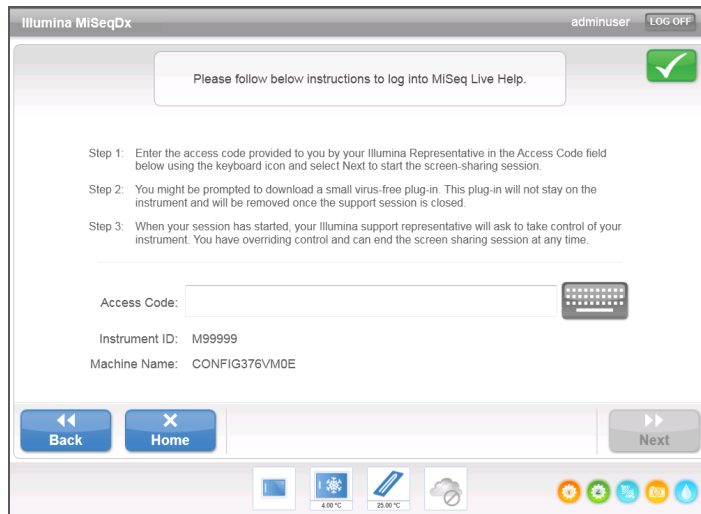 Illumina MiSeqDx
adminuser
LOG OFF
Please follow below instructions to log into MiSeq Live Help.
Step 1: Enter the access code provided to you by your Illumina Representative in the Access Code field
below using the keyboard icon and select Next to start the screen-sharing session.
Step 2: You might be prompted to download a small virus-free plug-in. This plug-in will not stay on the
instrument and will be removed once the support session is closed.
Step 3: When your session has started, your Illumina support representative will ask to take control of your
instrument. You have overriding control and can end the screen sharing session at any time.
Access Code:
Instrument ID: M99999
Machine Name: CONFIG376VM0E
Back
Home
Next
4.00 °C
25.00 °C